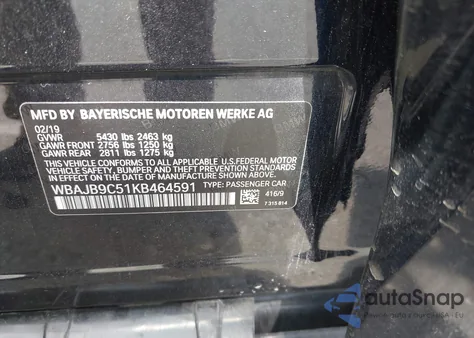 MFD BY BAYERISCHE MOTOREN WERKE AG
02/19
GVWR 5430 lbs 2463 kg
GAWR FRONT 2756 lbs 1250 kg
GAWR REAR 2811 lbs 1275 kg
THIS VEHICLE CONFORMS TO ALL APPLICABLE U.S.FEDERAL MOTOR
VEHICLE SAFETY, BUMPER AND THEFT PREVENTION STANDARDS
IN EFFECT ON THE DATE OF MANUFACTURE SHOWN ABOVE.
WBAJB9C51KB464591 TYPE: PASSENGER CAR
416/9
7 315 814
autoSnap